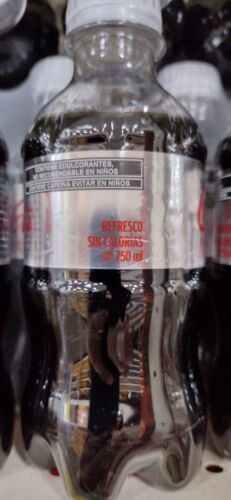 CONTIENE EDULCORANTES,
NO RECOMENDABLE EN NIÑOS
CONTIENE CAFEÍNA EVITAR EN NIÑOS
REFRESCO
SIN CALORÍAS
250 ml